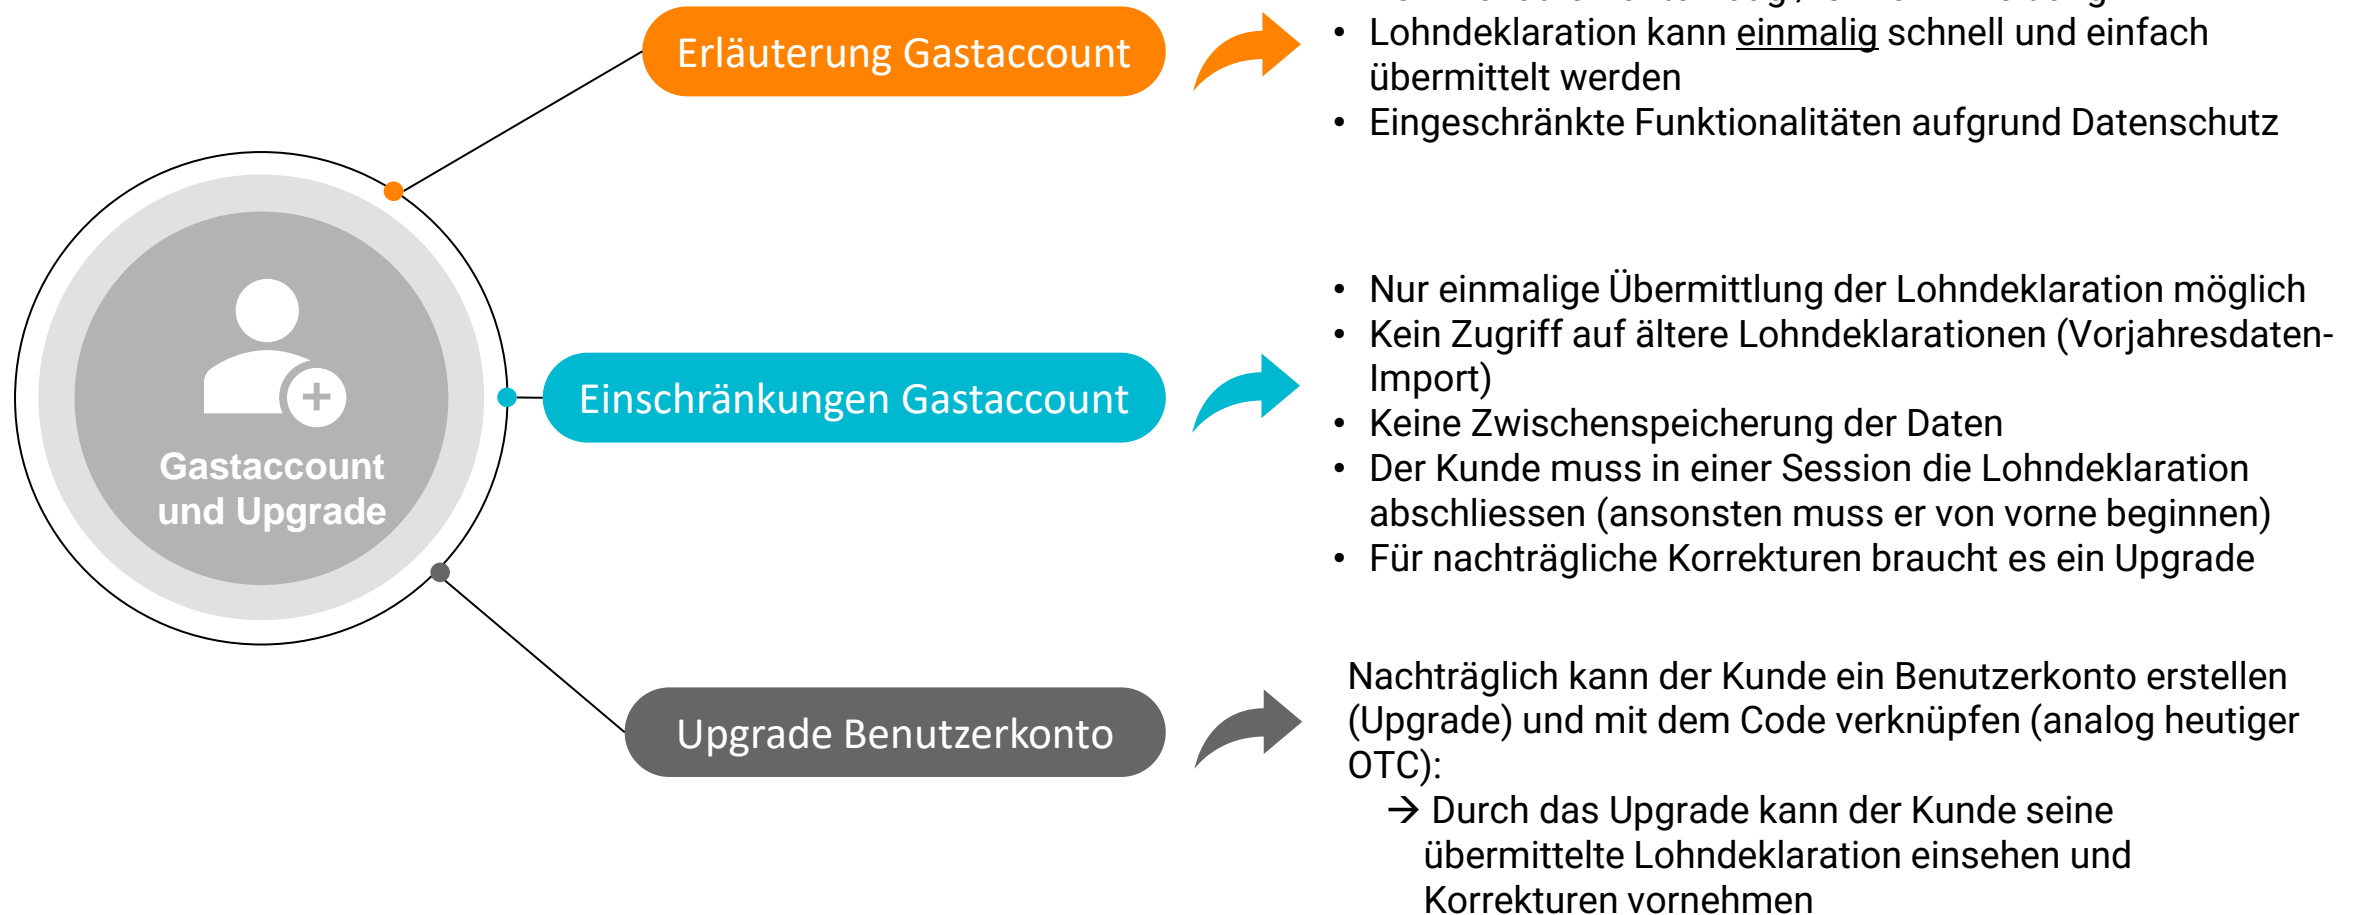 Erläuterung Gastaccount
• Lohndeklaration kann einmalig schnell und einfach
übermittelt werden
• Eingeschränkte Funktionalitäten aufgrund Datenschutz
Gastaccount
und Upgrade
Einschränkungen Gastaccount
• Nur einmalige Übermittlung der Lohndeklaration möglich
• Kein Zugriff auf ältere Lohndeklarationen (Vorjahresdaten-
Import)
• Keine Zwischenspeicherung der Daten
• Der Kunde muss in einer Session die Lohndeklaration
abschliessen (ansonsten muss er von vorne beginnen)
• Für nachträgliche Korrekturen braucht es ein Upgrade
Upgrade Benutzerkonto
Nachträglich kann der Kunde ein Benutzerkonto erstellen
(Upgrade) und mit dem Code verknüpfen (analog heutiger
OTC):
→ Durch das Upgrade kann der Kunde seine
übermittelte Lohndeklaration einsehen und
Korrekturen vornehmen